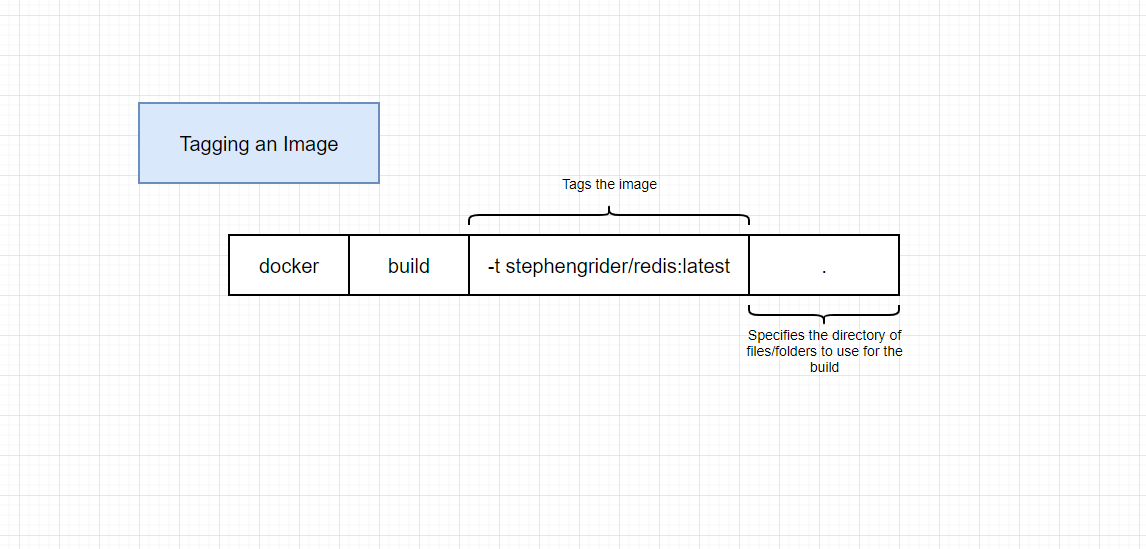 Tagging an Image
Tags the image
docker build -t stephengrider/redis:latest .
Specifies the directory of
files/folders to use for the
build